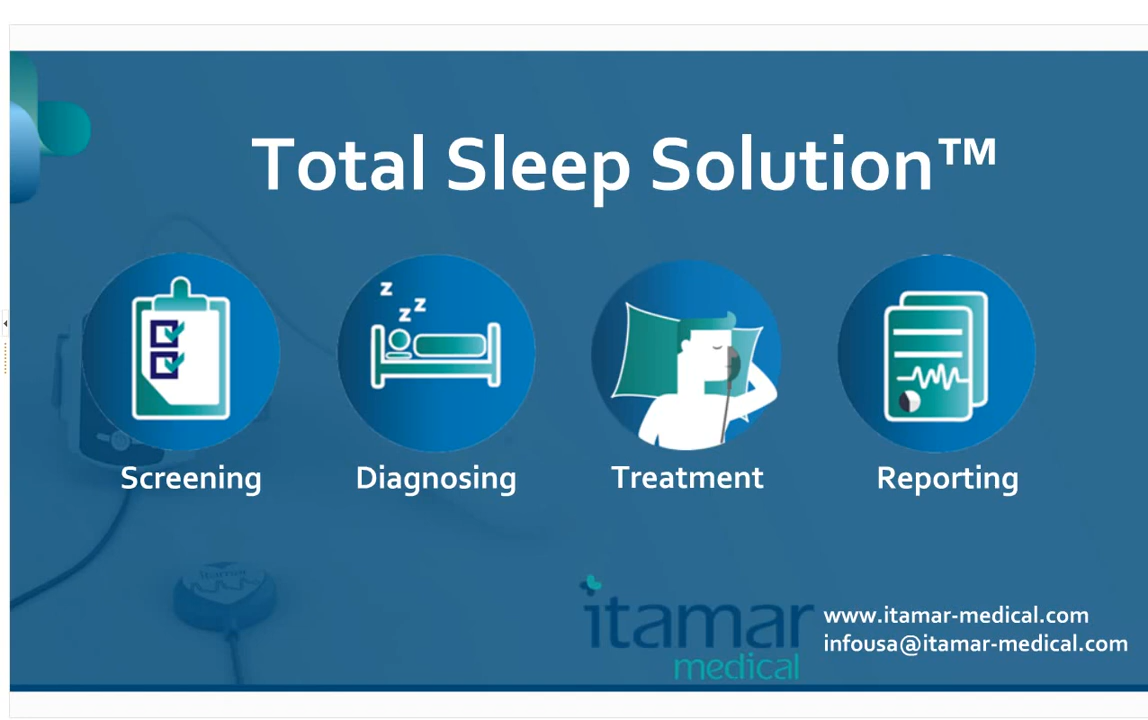 Total Sleep Solution™
z
z
z
Screening
Diagnosing
Treatment
Reporting
itamar
medical
www.itamar-medical.com
infousa@itamar-medical.com